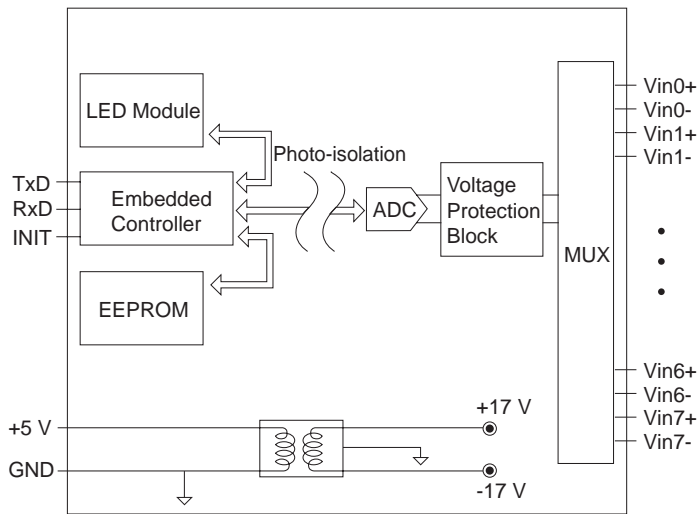 LED Module
Photo-isolation
TxD
RxD
INIT
Embedded
Controller
EEPROM
ADC
Voltage
Protection
Block
MUX
Vin0+
Vin0-
Vin1+
Vin1-
Vin6+
Vin6-
Vin7+
Vin7-
+5 V
GND
+17 V
-17 V